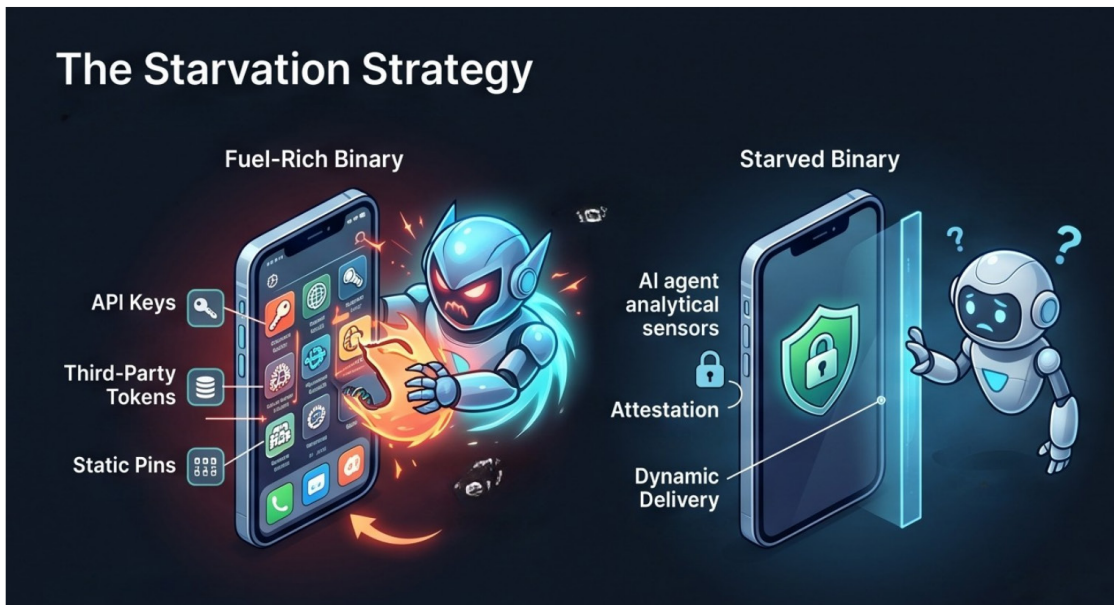 The Starvation Strategy
Fuel-Rich Binary
API Keys
Third-Party
Tokens
Static Pins
Starved Binary
AI agent
analytical
sensors
Attestation
Dynamic
Delivery
? ?